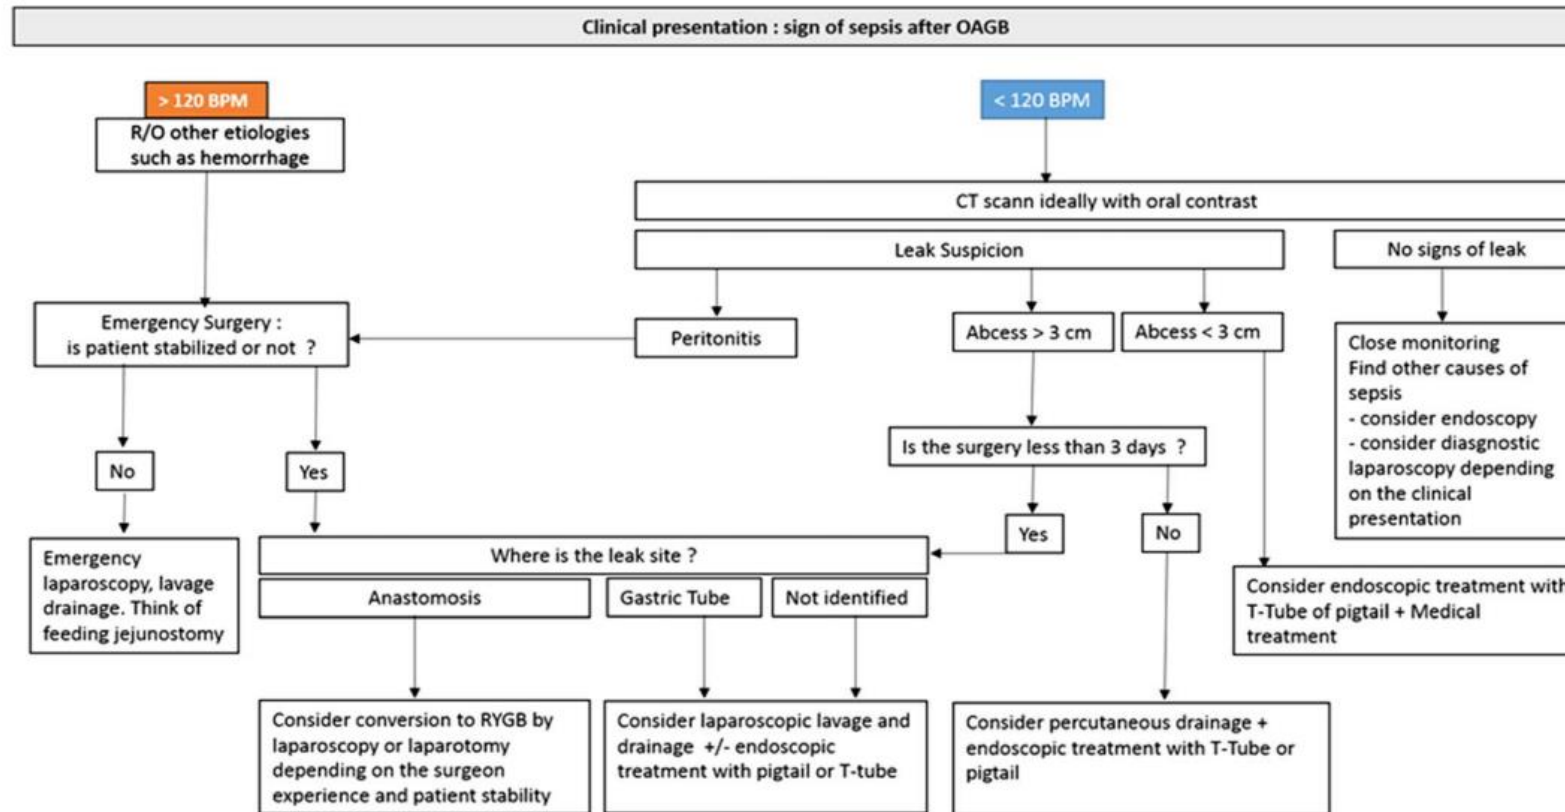 Clinical presentation : sign of sepsis after OAGB
> 120 BPM
R/O other etiologies
such as hemorrhage
< 120 BPM
CT scann ideally with oral contrast
Leak Suspicion
No signs of leak
Emergency Surgery :
is patient stabilized or not ?
Peritonitis
Abcess > 3 cm
Abcess < 3 cm
Close monitoring
Find other causes of
sepsis
- consider endoscopy
- consider diasgnostic
laparoscopy depending
on the clinical
presentation
Is the surgery less than 3 days ?
No
Yes
Yes
No
Emergency
laparoscopy, lavage
drainage. Think of
feeding jejunostomy
Where is the leak site ?
Anastomosis
Gastric Tube
Not identified
Consider endoscopic treatment with
T-Tube of pigtail + Medical
treatment
Consider conversion to RYGB by
laparoscopy or laparotomy
depending on the surgeon
experience and patient stability
Consider laparoscopic lavage and
drainage +/- endoscopic
treatment with pigtail or T-tube
Consider percutaneous drainage +
endoscopic treatment with T-Tube or
pigtail